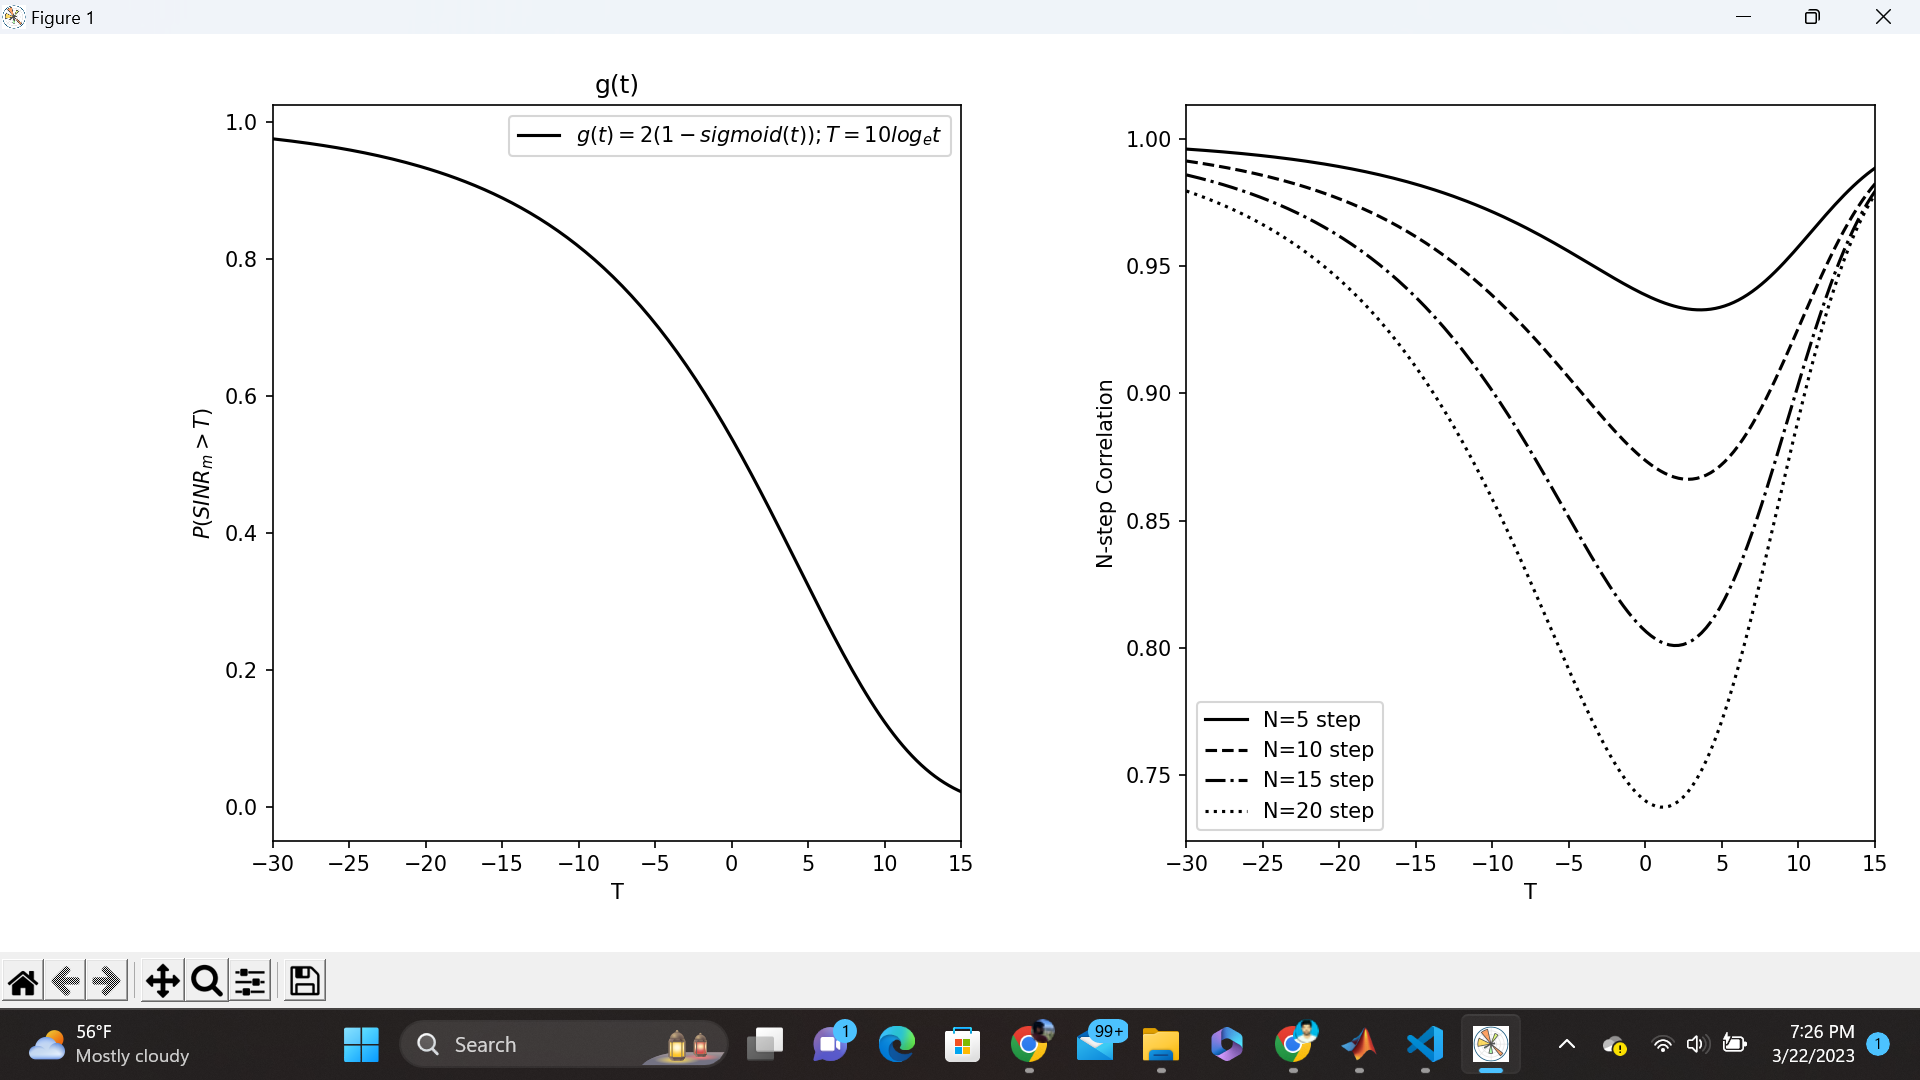 Figure 1
g(t)
g(t) = 2(1 − sigmoid(t)); T = 10logₑt
P(SINRₘ > T)
1.0
0.8
0.6
0.4
0.2
0.0
−30 −25 −20 −15 −10 −5 0 5 10 15
T
N-step Correlation
1.00
0.95
0.90
0.85
0.80
0.75
N=5 step
N=10 step
N=15 step
N=20 step
−30 −25 −20 −15 −10 −5 0 5 10 15
T
56°F
Mostly cloudy
Search
1
99+
7:26 PM
3/22/2023
1